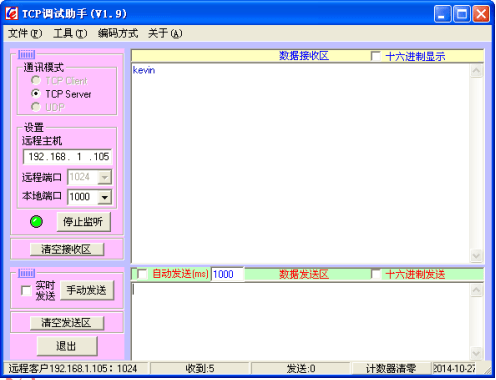 TCP调试助手(V1.9)
文件(F) 工具(T) 编码方式 关于(A)
通讯模式
TCP Client
TCP Server
UDP
设置
远程主机
192.168. 1 .105
远程端口 1024
本地端口 1000
停止监听
清空接收区
数据接收区 十六进制显示
kevin
自动发送(ms) 1000 数据发送区 十六进制发送
实时
发送 手动发送
清空发送区
退出
远程客户192.168.1.105:1024 收到:5 发送:0 计数器清零 2014-10-27